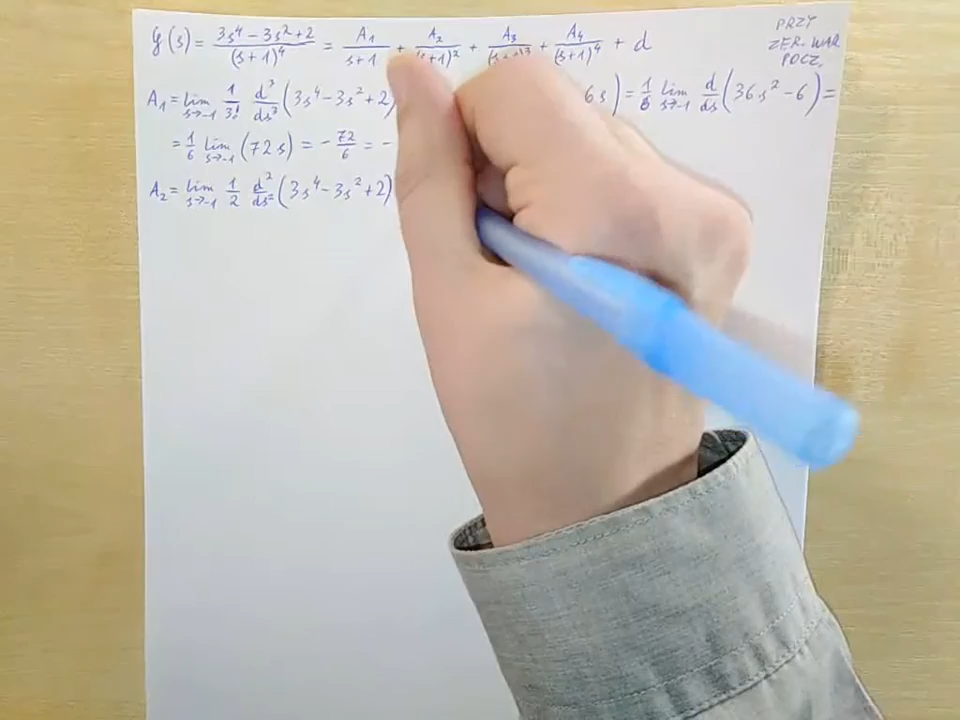 G(s) = (3s⁴ - 3s² + 2)/(s+1)⁴ = A₁/(s+1) + A₂/(s+1)² + A₃/(s+1)³ + A₄/(s+1)⁴ + d
PRZY
ZER. WAR
POCZ.
A₁ = lim s→-1 1/3! d³/ds³ (3s⁴ - 3s² + 2) 6s) = 1/6 lim s→-1 d/ds (36s² - 6) =
= 1/6 lim s→-1 (72s) = - 72/6 = -
A₂ = lim s→-1 1/2 d²/ds² (3s⁴ - 3s² + 2)